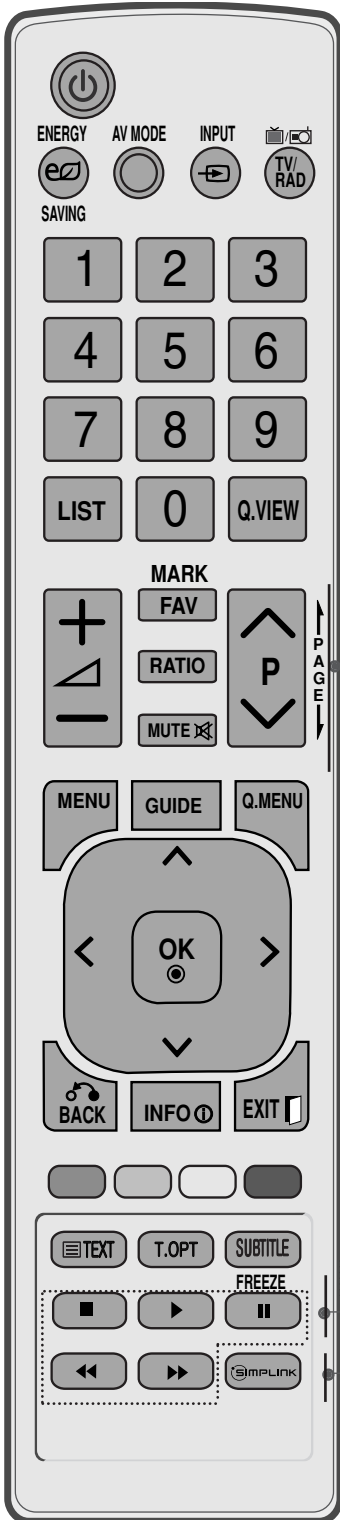 ENERGY AV MODE INPUT
TV/
RAD
SAVING
1 2 3
4 5 6
7 8 9
LIST 0 Q.VIEW
MARK
FAV
RATIO
MUTE
P
PAGE
MENU GUIDE Q.MENU
OK
BACK INFO EXIT
TEXT T.OPT SUBTITLE
FREEZE
SIMPLINK